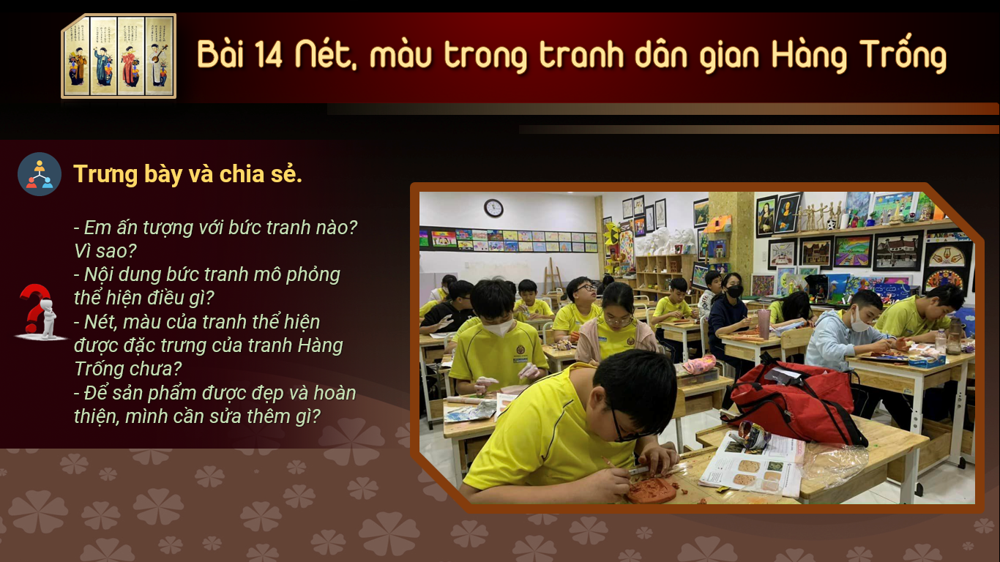 Bài 14 Nét, màu trong tranh dân gian Hàng Trống
Trưng bày và chia sẻ.
- Em ấn tượng với bức tranh nào?
Vì sao?
- Nội dung bức tranh mô phỏng
thể hiện điều gì?
- Nét, màu của tranh thể hiện
được đặc trưng của tranh Hàng
Trống chưa?
- Để sản phẩm được đẹp và hoàn
thiện, mình cần sửa thêm gì?